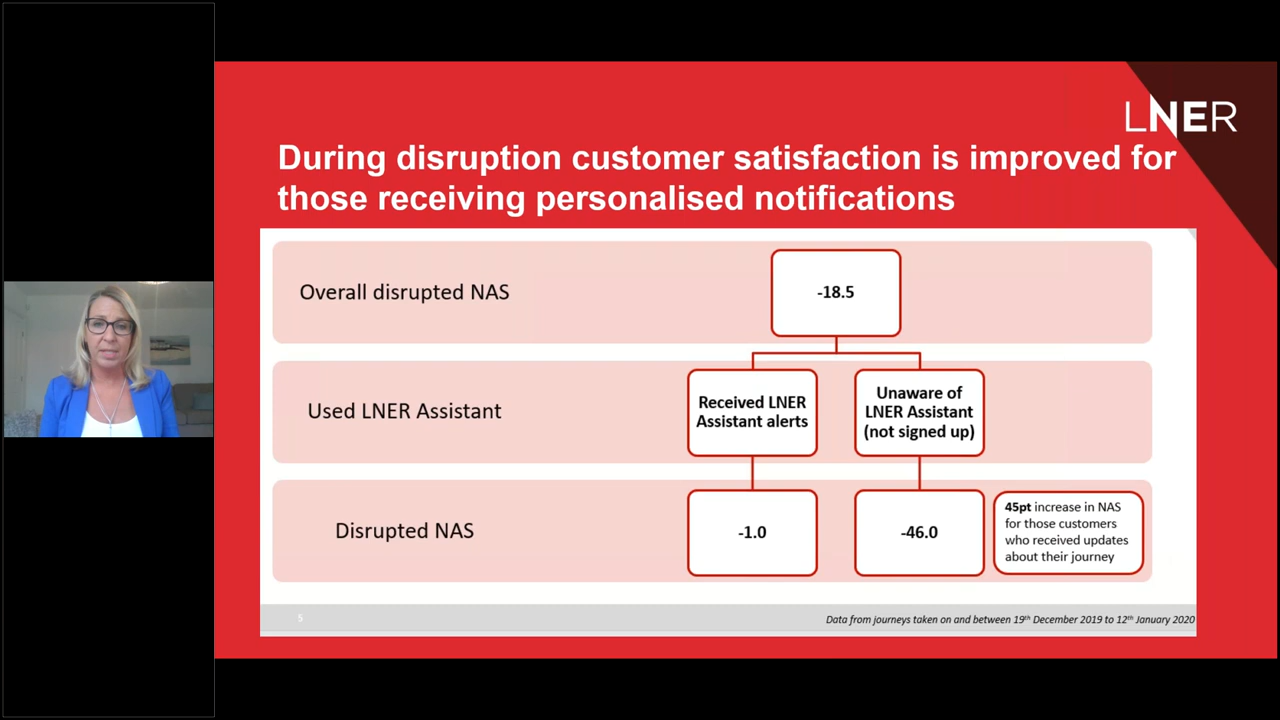 LNER
During disruption customer satisfaction is improved for
those receiving personalised notifications
Overall disrupted NAS
-18.5
Used LNER Assistant
Received LNER
Assistant alerts
Unaware of
LNER Assistant
(not signed up)
Disrupted NAS
-1.0
-46.0
45pt increase in NAS
for those customers
who received updates
about their journey
5
Data from journeys taken on and between 19th December 2019 to 12th January 2020